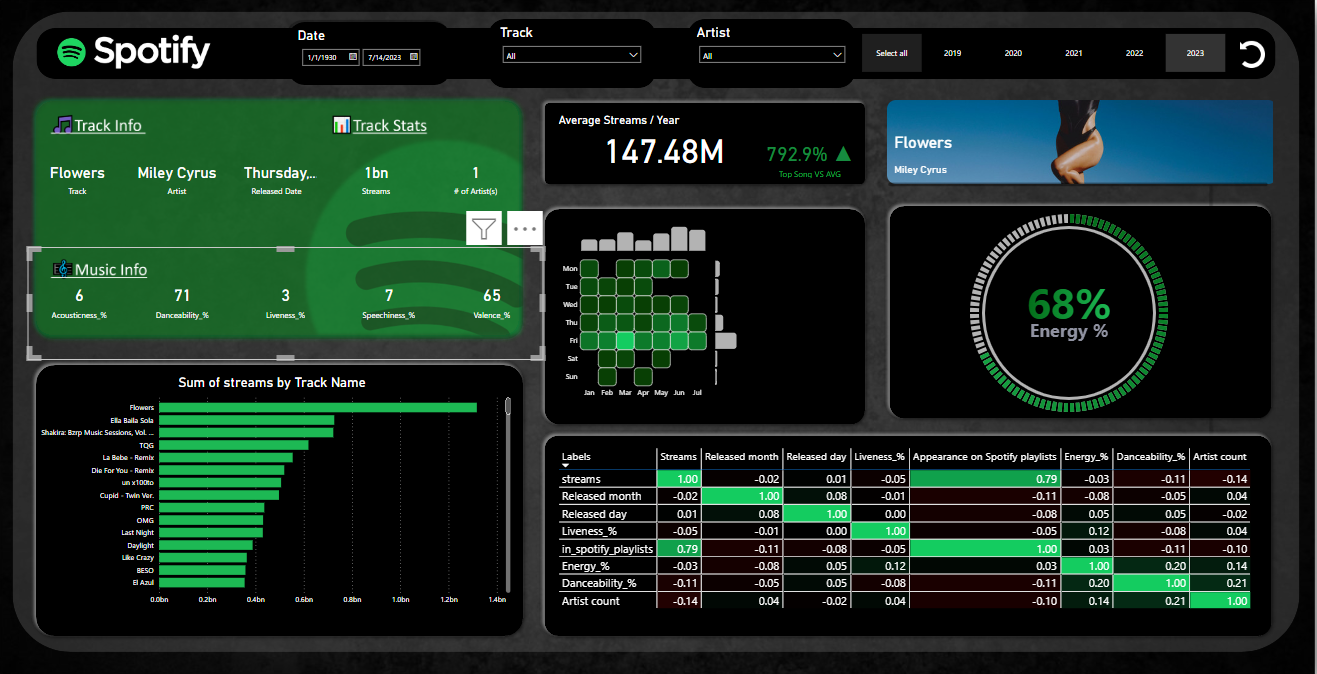 Spotify
Date
1/1/1930 7/14/2023
Track
All
Artist
All
Select all 2019 2020 2021 2022 2023
Track Info
Track Stats
Flowers Miley Cyrus Thursday,.. 1bn 1
Track Artist Released Date Streams # of Artist(s)
Music Info
6 71 3 7 65
Acousticness_% Danceability_% Liveness_% Speechiness_% Valence_%
Average Streams / Year
147.48M
792.9%
Top Song VS AVG
Flowers
Miley Cyrus
Mon
Tue
Wed
Thu
Fri
Sat
Sun
Jan Feb Mar Apr May Jun Jul
68%
Energy %
Sum of streams by Track Name
Flowers
Ella Baila Sola
Shakira: Bzrp Music Sessions, Vol. ...
TQG
La Bebe - Remix
Die For You - Remix
un x100to
Cupid - Twin Ver.
PRC
OMG
Last Night
Daylight
Like Crazy
BESO
El Azul
0.0bn 0.2bn 0.4bn 0.6bn 0.8bn 1.0bn 1.2bn 1.4bn
Labels Streams Released month Released day Liveness_% Appearance on Spotify playlists Energy_% Danceability_% Artist count
streams 1.00 -0.02 0.01 -0.05 0.79 -0.03 -0.11 -0.14
Released month -0.02 1.00 0.08 -0.01 -0.11 -0.08 -0.05 0.04
Released day 0.01 0.08 1.00 0.00 -0.08 0.05 0.05 -0.02
Liveness_% -0.05 -0.01 0.00 1.00 -0.05 0.12 -0.08 0.04
in_spotify_playlists 0.79 -0.11 -0.08 -0.05 1.00 0.03 -0.11 -0.10
Energy_% -0.03 -0.08 0.05 0.12 0.03 1.00 0.20 0.14
Danceability_% -0.11 -0.05 0.05 -0.08 -0.11 0.20 1.00 0.21
Artist count -0.14 0.04 -0.02 0.04 -0.10 0.14 0.21 1.00